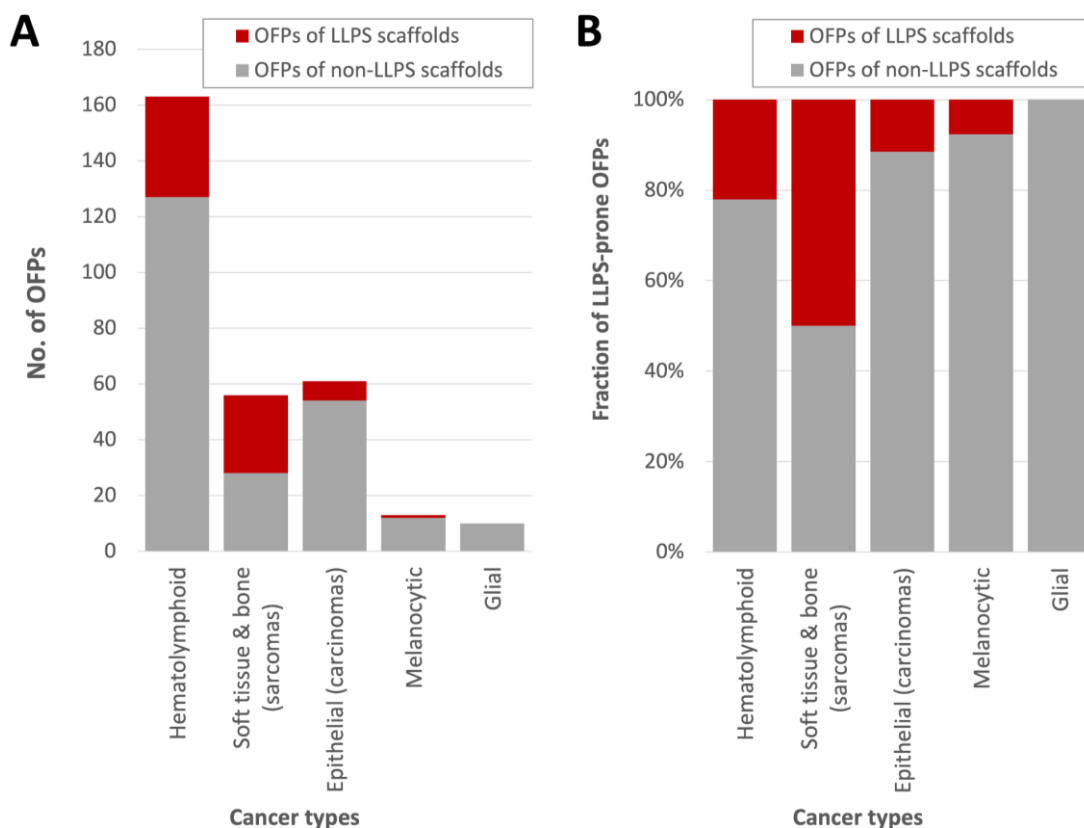 A
OFPs of LLPS scaffolds
OFPs of non-LLPS scaffolds
No. of OFPs
180
160
140
120
100
80
60
40
20
0
Hematolymphoid
Soft tissue & bone
(sarcomas)
Epithelial (carcinomas)
Melanocytic
Glial
Cancer types
B
OFPs of LLPS scaffolds
OFPs of non-LLPS scaffolds
Fraction of LLPS-prone OFPs
100%
80%
60%
40%
20%
0%
Hematolymphoid
Soft tissue & bone
(sarcomas)
Epithelial (carcinomas)
Melanocytic
Glial
Cancer types